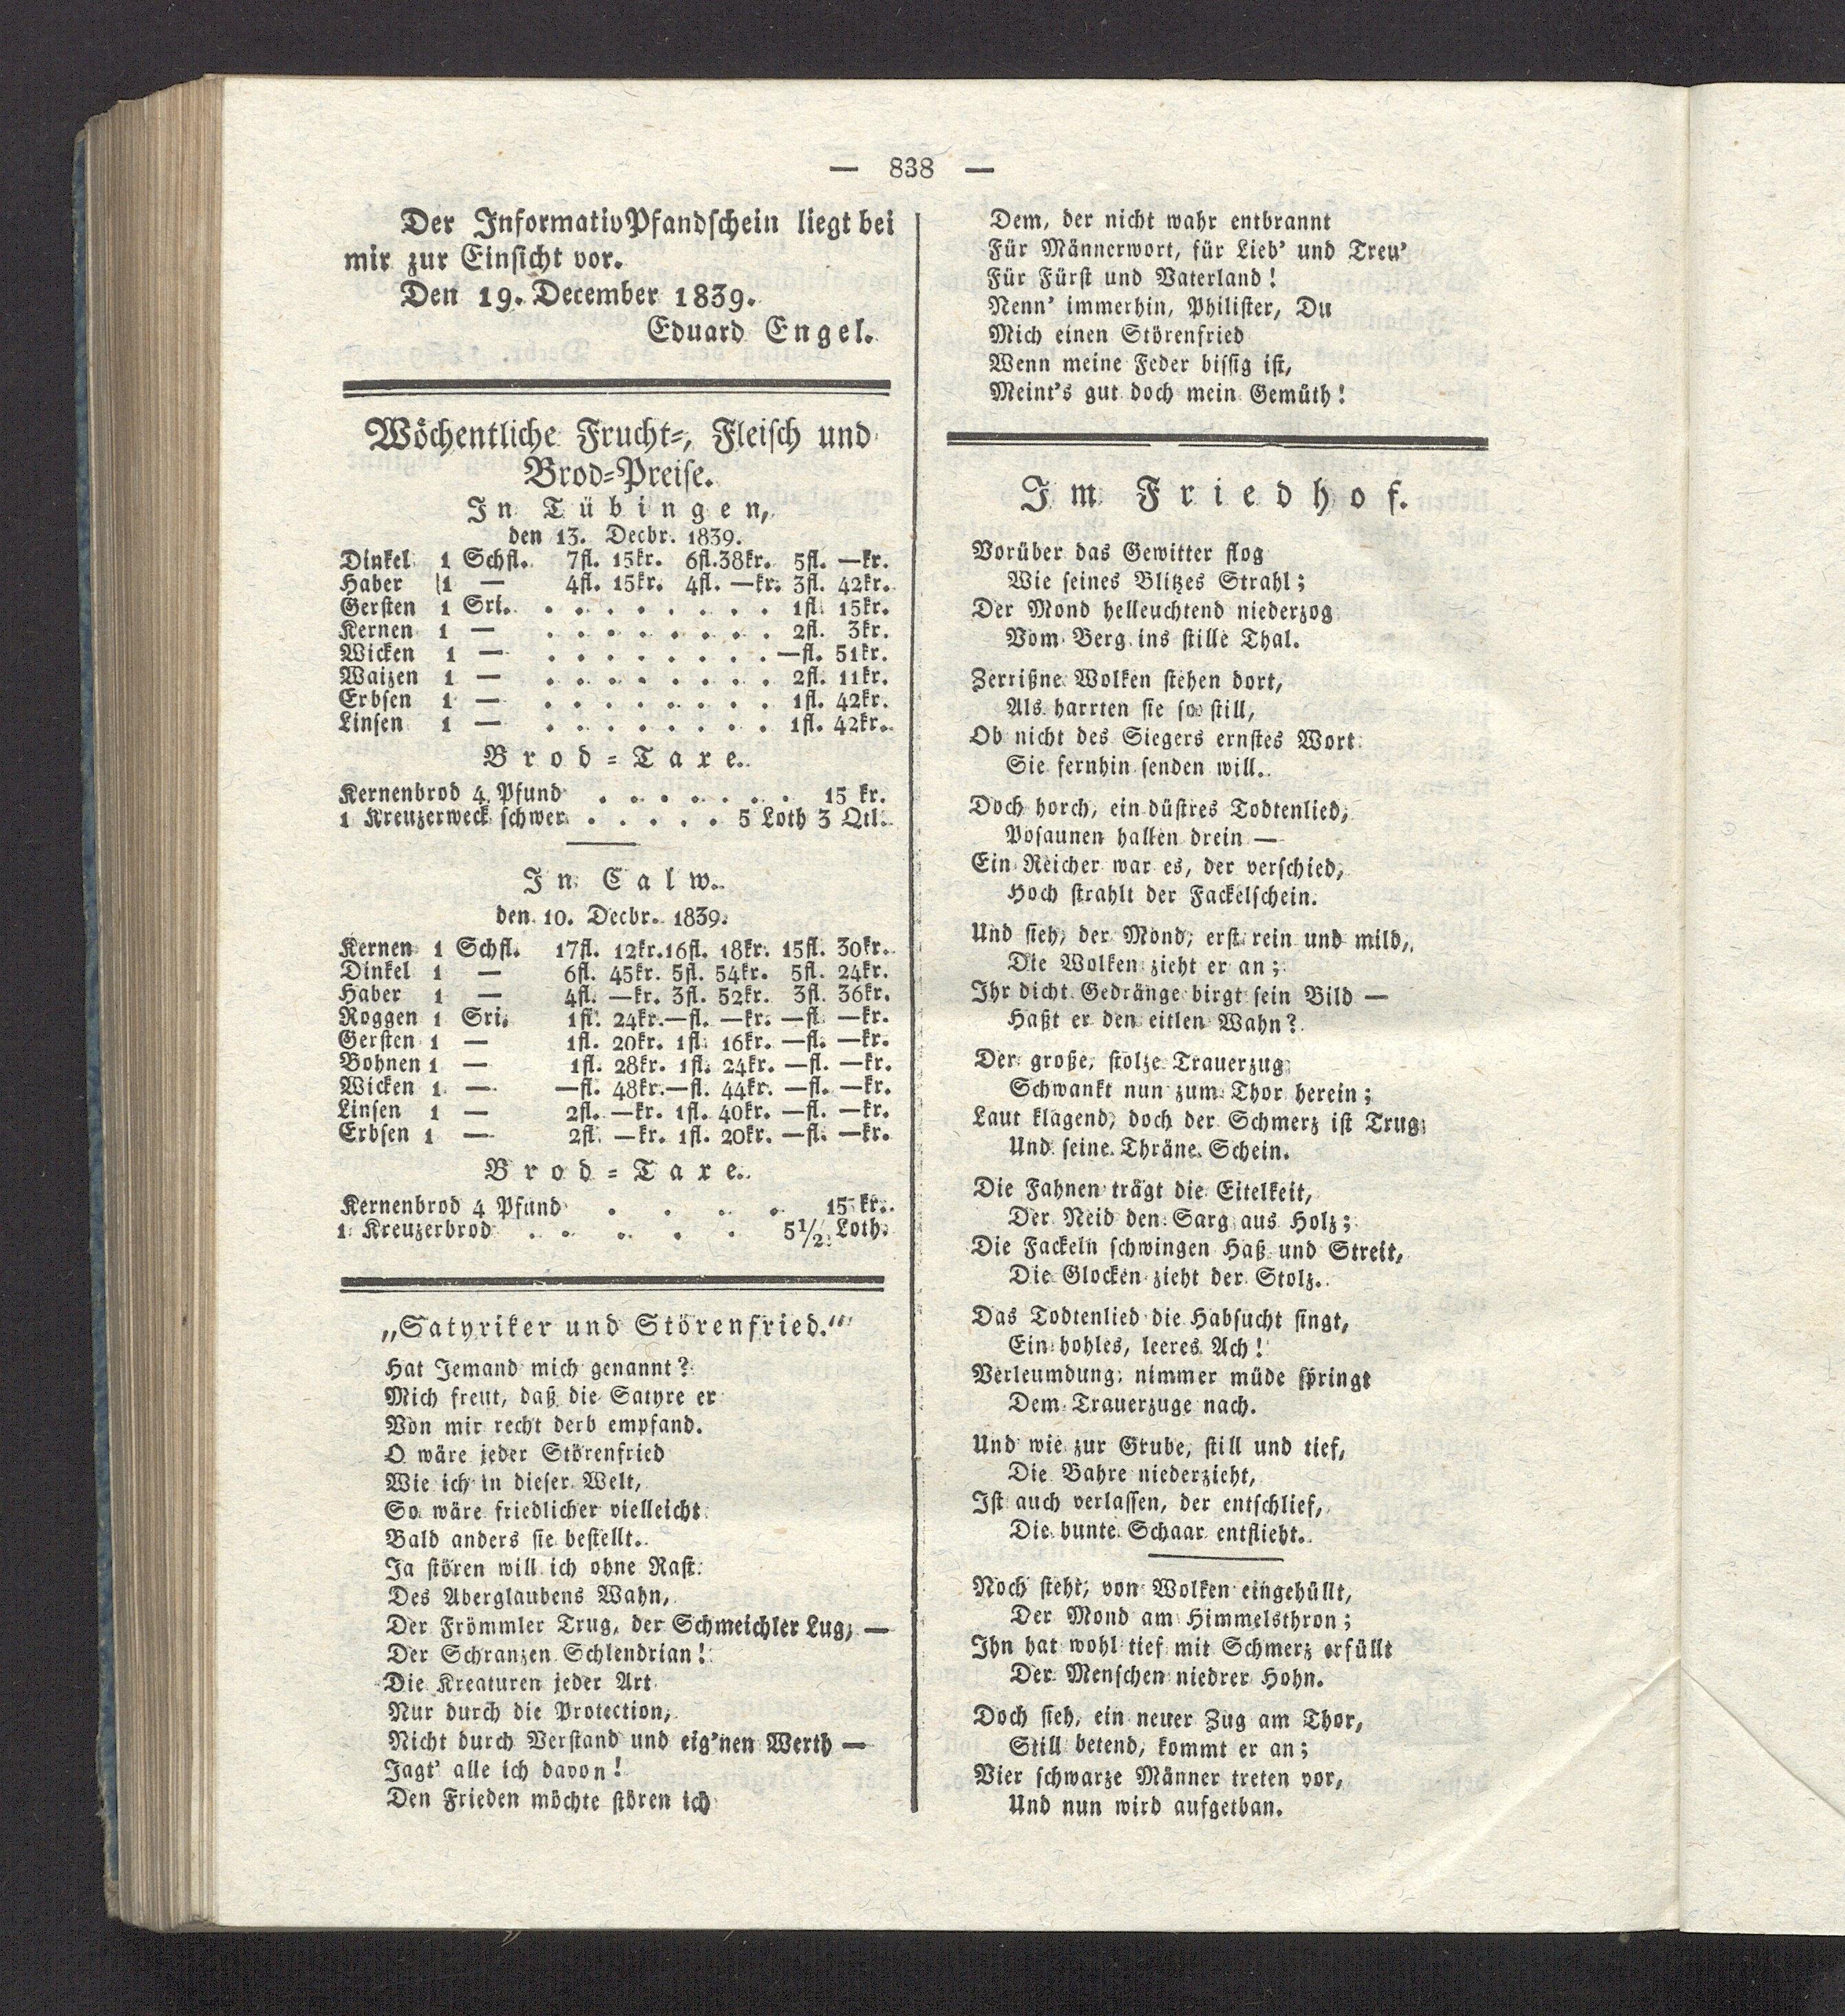 — 838 —
Der InformativPfandschein liegt bei
mir zur Einsicht vor.
Den 19. December 1839.
Eduard Engel.
Wöchentliche Frucht-, Fleisch und
Brod-Preise.
In Tübingen,
den 13. Decbr. 1839.
Dinkel 1 Schfl. 7fl. 15kr. 6fl. 38kr. 5fl. —kr.
Haber 1 — 4fl. 15kr. 4fl. —kr. 3fl. 42kr.
Gersten 1 Sri. . . . . . . . . 1fl. 15kr.
Kernen 1 — . . . . . . . . 2fl. 3kr.
Wicken 1 — . . . . . . . . —fl. 51kr.
Waizen 1 — . . . . . . . . 2fl. 11kr.
Erbsen 1 — . . . . . . . . 1fl. 42kr.
Linsen 1 — . . . . . . . . 1fl. 42kr.
Brod-Taxe.
Kernenbrod 4 Pfund . . . . . . . 15 kr.
1 Kreuzerweck schwer . . . . . 5 Loth 3 Qtl.
In Calw.
den 10. Decbr. 1839.
Kernen 1 Schfl. 17fl. 12kr. 16fl. 18kr. 15fl. 30kr.
Dinkel 1 — 6fl. 45kr. 5fl. 54kr. 5fl. 24kr.
Haber 1 — 4fl. —kr. 3fl. 52kr. 3fl. 36kr.
Roggen 1 Sri. 1fl. 24kr. —fl. —kr. —fl. —kr.
Gersten 1 — 1fl. 20kr. 1fl. 16kr. —fl. —kr.
Bohnen 1 — 1fl. 28kr. 1fl. 24kr. —fl. —kr.
Wicken 1 — —fl. 48kr. —fl. 44kr. —fl. —kr.
Linsen 1 — 2fl. —kr. 1fl. 40kr. —fl. —kr.
Erbsen 1 — 2fl. —kr. 1fl. 20kr. —fl. —kr.
Brod-Taxe.
Kernenbrod 4 Pfund . . . . 15 kr.
1 Kreuzerbrod . . . . . 5 1/2 Loth.
„Satyriker und Störenfried."
Hat Jemand mich genannt?
Mich freut, daß die Satyre er
Von mir recht derb empfand.
O wäre jeder Störenfried
Wie ich in dieser Welt,
So wäre friedlicher vielleicht
Bald anders sie bestellt.
Ja stören will ich ohne Rast
Des Aberglaubens Wahn,
Der Frömmler Trug, der Schmeichler Lug, —
Der Schranzen Schlendrian!
Die Kreaturen jeder Art
Nur durch die Protection,
Nicht durch Verstand und eig'nen Werth —
Jagt' alle ich davon!
Den Frieden möchte stören ich
Dem, der nicht wahr entbrannt
Für Männerwort, für Lieb' und Treu'
Für Fürst und Vaterland!
Nenn' immerhin, Philister, Du
Mich einen Störenfried
Wenn meine Feder bissig ist,
Meint's gut doch mein Gemüth!
Im Friedhof.
Vorüber das Gewitter flog
Wie seines Blitzes Strahl;
Der Mond helleuchtend niederzog
Vom Berg ins stille Thal.
Zerrißne Wolken stehen dort,
Als harrten sie so still,
Ob nicht des Siegers ernstes Wort
Sie fernhin senden will.
Doch horch, ein düstres Todtenlied,
Posaunen hallen drein —
Ein Reicher war es, der verschied,
Hoch strahlt der Fackelschein.
Und sieh, der Mond, erst rein und mild,
Die Wolken zieht er an;
Ihr dicht Gedränge birgt sein Bild —
Haßt er den eitlen Wahn?
Der große, stolze Trauerzug
Schwankt nun zum Thor herein;
Laut klagend, doch der Schmerz ist Trug
Und seine Thräne Schein.
Die Fahnen trägt die Eitelkeit,
Der Neid den Sarg aus Holz;
Die Fackeln schwingen Haß und Streit,
Die Glocken zieht der Stolz.
Das Todtenlied die Habsucht singt,
Ein hohles, leeres Ach!
Verleumdung nimmer müde springt
Dem Trauerzuge nach.
Und wie zur Grube, still und tief,
Die Bahre niederzieht,
Ist auch verlassen, der entschlief,
Die bunte Schaar entflieht.
Noch steht, von Wolken eingehüllt,
Der Mond am Himmelsthron;
Ihn hat wohl tief mit Schmerz erfüllt
Der Menschen niedrer Hohn.
Doch sieh, ein neuer Zug am Thor,
Still betend, kommt er an;
Vier schwarze Männer treten vor,
Und nun wird aufgethan.